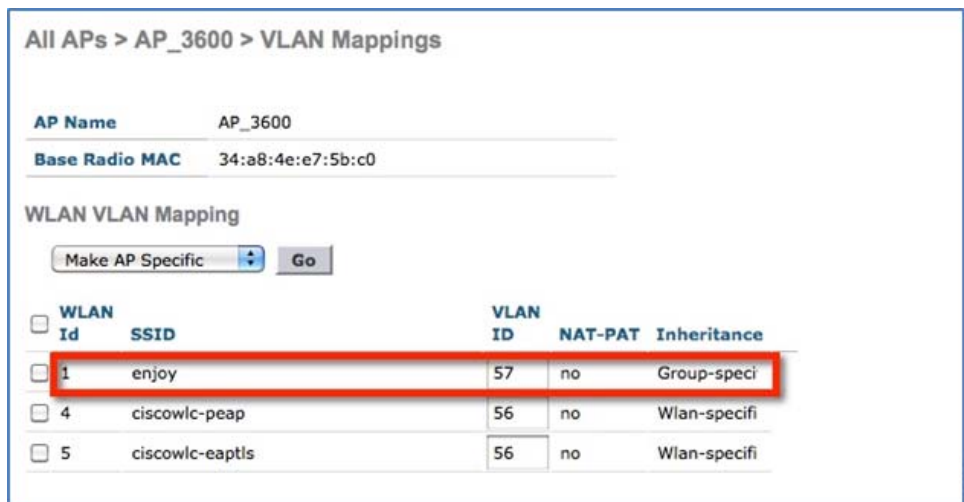 All APs > AP_3600 > VLAN Mappings
AP Name AP_3600
Base Radio MAC 34:a8:4e:e7:5b:c0
WLAN VLAN Mapping
Make AP Specific Go
WLAN Id SSID VLAN ID NAT-PAT Inheritance
1 enjoy 57 no Group-specif
4 ciscowlc-peap 56 no Wlan-specifi
5 ciscowlc-eaptls 56 no Wlan-specifi